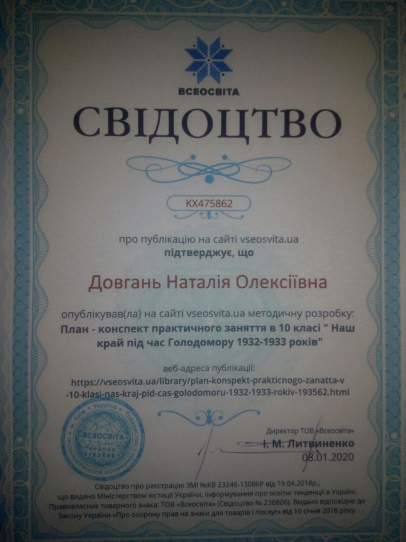 ВСЕОСВІТА
СВІДОЦТВО
КХ475862
про публікацію на сайті vseosvita.ua
підтверджує, що
Довгань Наталія Олексіївна
опублікував(ла) на сайті vseosvita.ua методичну розробку:
План - конспект практичного заняття в 10 класі " Наш
край під час Голодомору 1932-1933 років"
веб-адреса публікації:
https://vseosvita.ua/library/plan-konspekt-prakticnogo-zanatta-v
-10-klasi-nas-kraj-pid-cas-golodomoru-1932-1933-rokiv-193562.html
ВСЕОСВІТА
Директор ТОВ «Всеосвіта»
І. М. Литвиненко
08.01.2020
Свідоцтво про реєстрацію ЗМІ №КВ 23246-13086Р від 19.04.2018р.,
що видано Міністерством юстиції України, інформування про освітні тенденції в Україні.
Правовласник товарного знака: ТОВ «Всеосвіта» (Свідоцтво № 236806). Видано відповідно до
Закону України «Про охорону прав на знаки для товарів і послуг» від 10 січня 2018 року.